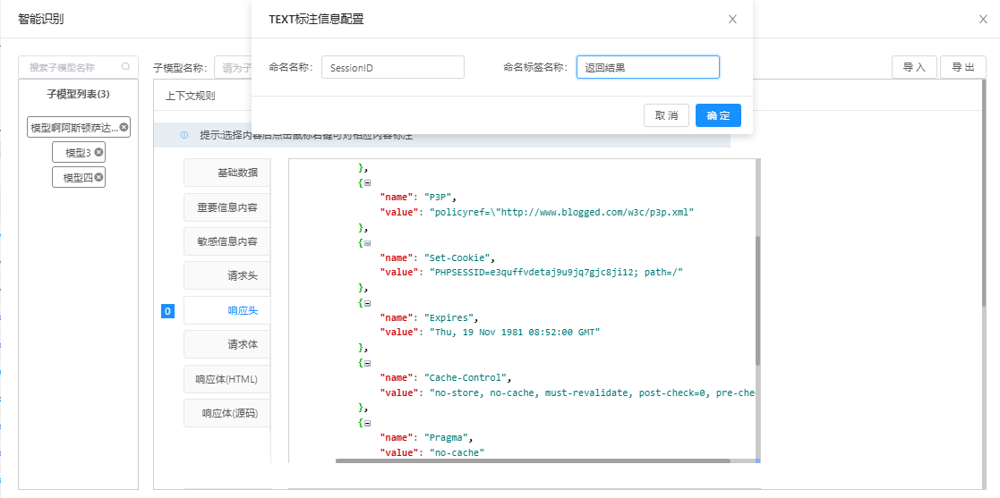 智能识别
TEXT标注信息配置
命名名称: SessionID
命名标签名称: 返回结果
取 消
确 定
搜索子模型名称
子模型名称:
请为子
导 入
导 出
子模型列表(3)
模型啊阿斯顿萨达...
模型3
模型四
上下文规则
提示:选择内容后点击鼠标右键可对相应内容标注
基础数据
重要信息内容
敏感信息内容
请求头
0
响应头
请求体
响应体(HTML)
响应体(源码)
},
{
"name": "P3P",
"value": "policyref=\"http://www.blogged.com/w3c/p3p.xml"
},
{
"name": "Set-Cookie",
"value": "PHPSESSID=e3quffvdetaj9u9jq7gjc8ji12; path=/"
},
{
"name": "Expires",
"value": "Thu, 19 Nov 1981 08:52:00 GMT"
},
{
"name": "Cache-Control",
"value": "no-store, no-cache, must-revalidate, post-check=0, pre-che
},
{
"name": "Pragma",
"value": "no-cache"